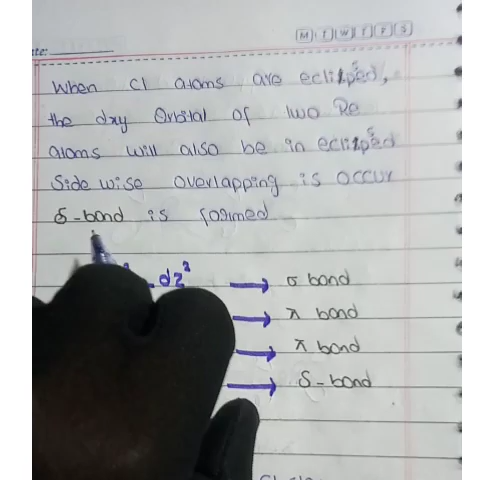 M T W T F S
When Cl atoms are eclipsed,
the dxy Orbital of two Re
atoms will also be in eclipsed
Side wise overlapping is occur
δ-bond is formed
dz² → σ bond
→ π bond
→ π bond
→ δ-bond